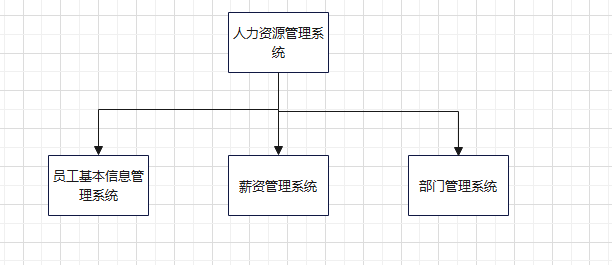 人力资源管理系
统
员工基本信息管
理系统
薪资管理系统
部门管理系统